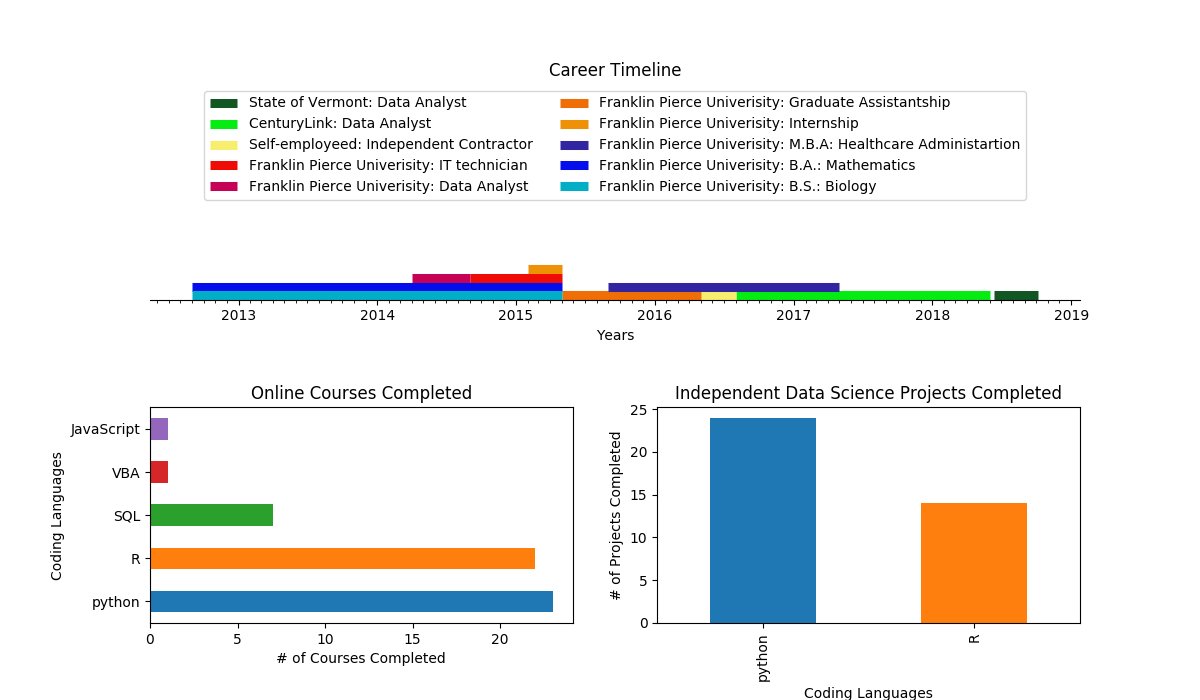 Career Timeline
State of Vermont: Data Analyst
CenturyLink: Data Analyst
Self-employeed: Independent Contractor
Franklin Pierce Univerisity: IT technician
Franklin Pierce Univerisity: Data Analyst
Franklin Pierce Univerisity: Graduate Assistantship
Franklin Pierce Univerisity: Internship
Franklin Pierce Univerisity: M.B.A: Healthcare Administartion
Franklin Pierce Univerisity: B.A.: Mathematics
Franklin Pierce Univerisity: B.S.: Biology
2013 2014 2015 2016 2017 2018 2019
Years
Online Courses Completed
Coding Languages
JavaScript
VBA
SQL
R
python
0 5 10 15 20
# of Courses Completed
Independent Data Science Projects Completed
# of Projects Completed
25
20
15
10
5
0
python R
Coding Languages